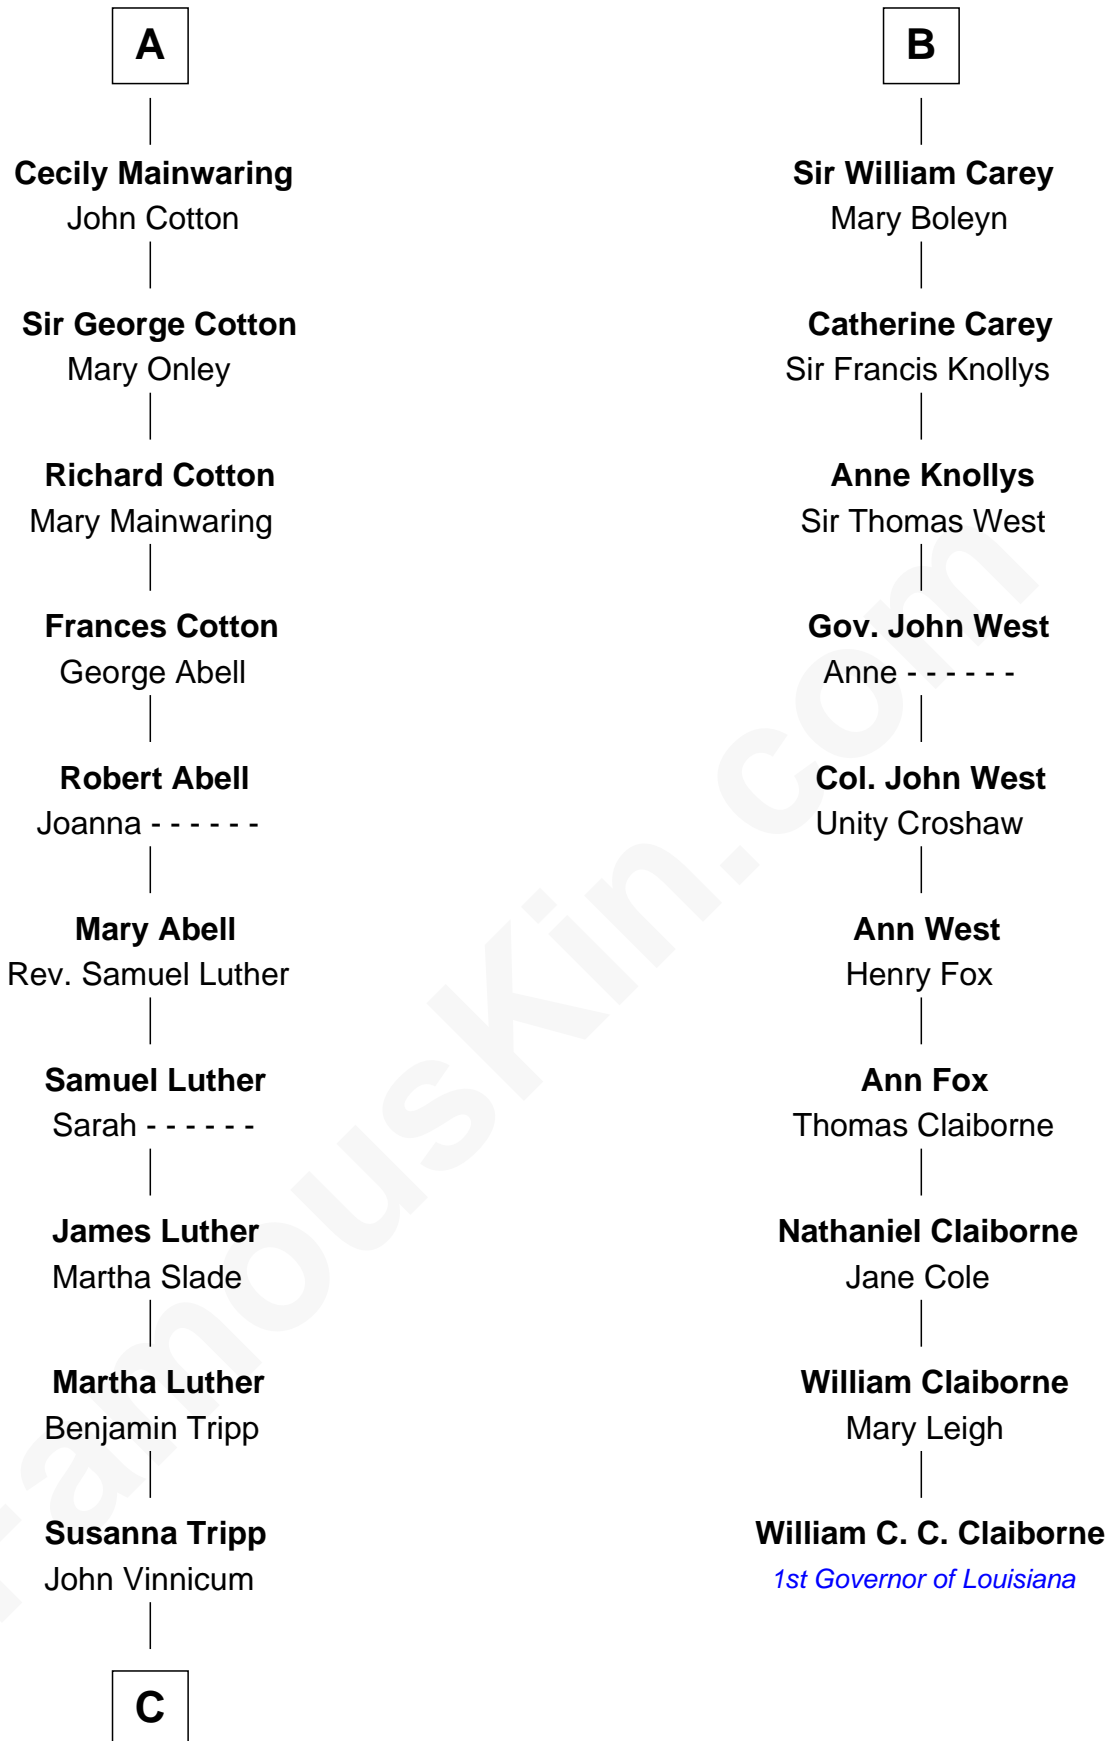 A
Cecily Mainwaring
John Cotton
Sir George Cotton
Mary Onley
Richard Cotton
Mary Mainwaring
Frances Cotton
George Abell
Robert Abell
Joanna - - - - - -
Mary Abell
Rev. Samuel Luther
Samuel Luther
Sarah - - - - - -
James Luther
Martha Slade
Martha Luther
Benjamin Tripp
Susanna Tripp
John Vinnicum
C
B
Sir William Carey
Mary Boleyn
Catherine Carey
Sir Francis Knollys
Anne Knollys
Sir Thomas West
Gov. John West
Anne - - - - - -
Col. John West
Unity Croshaw
Ann West
Henry Fox
Ann Fox
Thomas Claiborne
Nathaniel Claiborne
Jane Cole
William Claiborne
Mary Leigh
William C. C. Claiborne
1st Governor of Louisiana
FamousKin.com